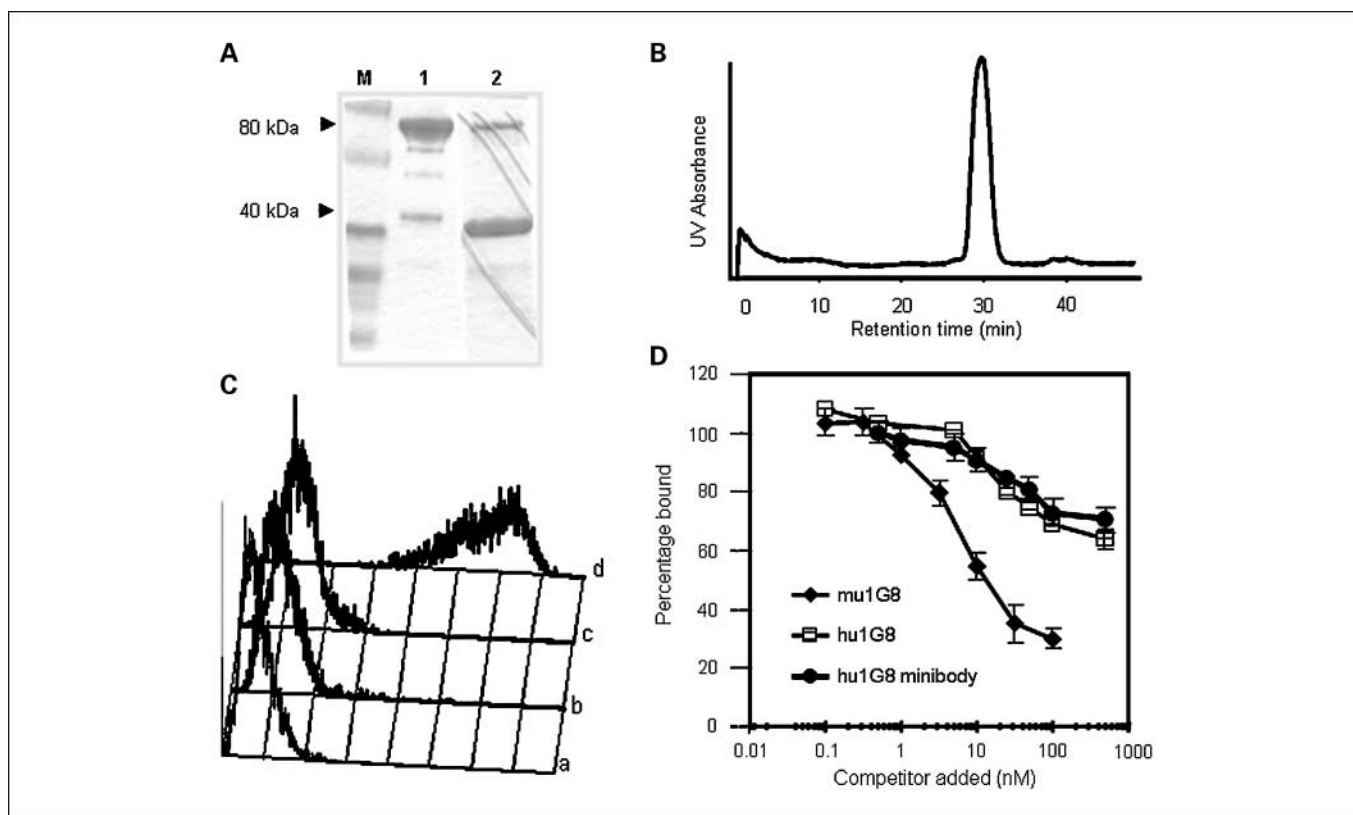 A
M 1 2
80 kDa
40 kDa
B
UV Absorbance
0 10 20 30 40
Retention time (min)
C
d
c
b
a
D
120
100
80
60
40
20
0
Percentage bound
mu1G8
hu1G8
hu1G8 minibody
0.01 0.1 1 10 100 1000
Competitor added (nM)